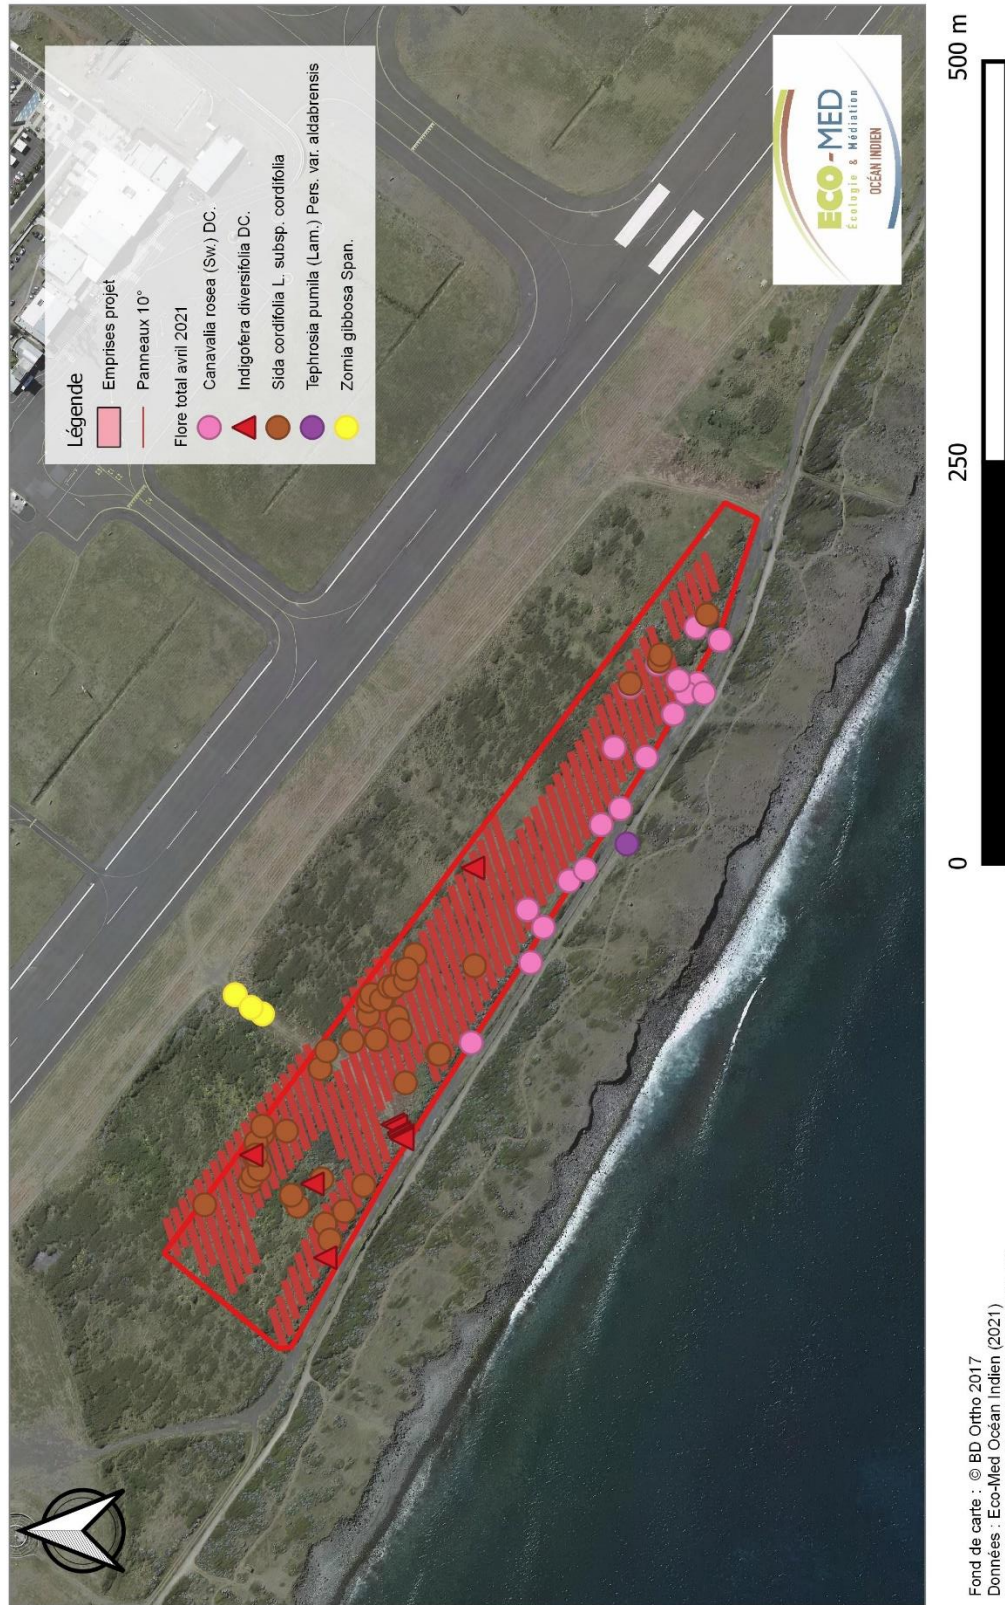 Légende
Emprises projet
Panneaux 10°
Flore total avril 2021
Canavalia rosea (Sw.) DC.
Indigofera diversifolia DC.
Sida cordifolia L. subsp. cordifolia
Tephrosia pumila (Lam.) Pers. var. aldabrensis
Zornia gibbosa Span.
ECO-MED
Écologie & Médiation
OCÉAN INDIEN
Fond de carte : © BD Ortho 2017
Données : Eco-Med Océan Indien (2021)
0 250 500 m